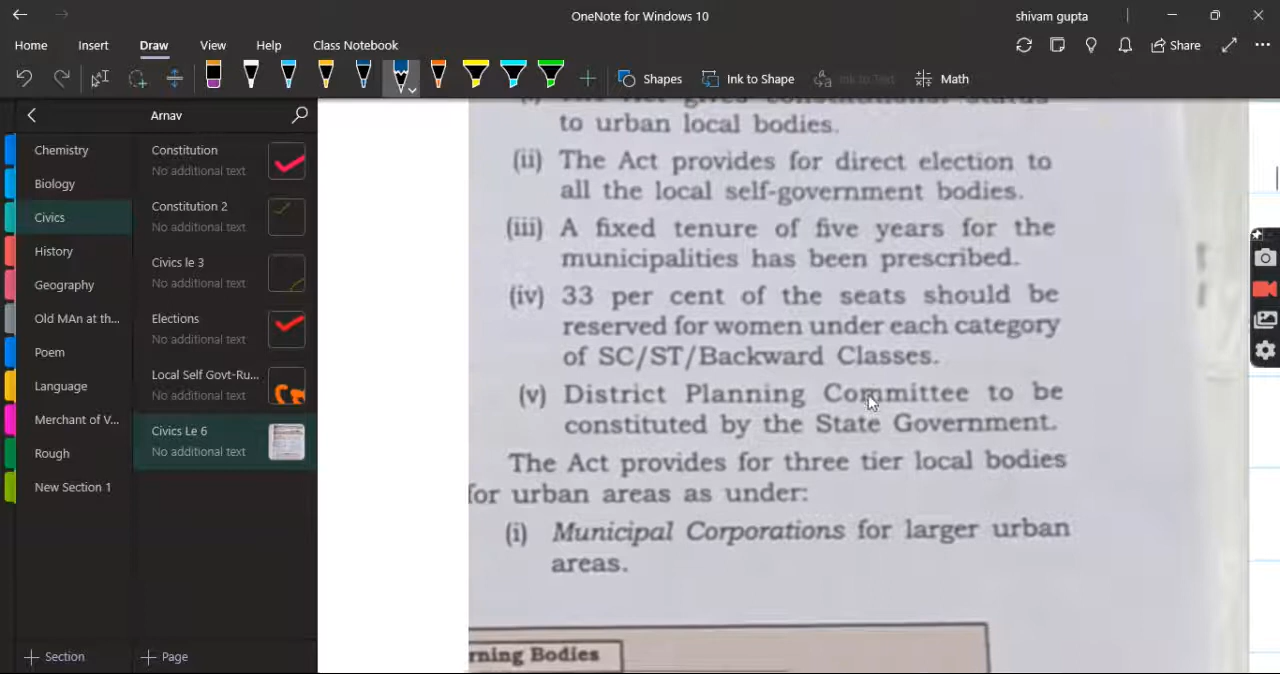 OneNote for Windows 10
shivam gupta
Home
Insert
Draw
View
Help
Class Notebook
Share
Shapes
Ink to Shape
Ink to Text
Math
Arnav
Chemistry
Biology
Civics
History
Geography
Old MAn at th...
Poem
Language
Merchant of V...
Rough
New Section 1
Section
Constitution
No additional text
Constitution 2
No additional text
Civics le 3
No additional text
Elections
No additional text
Local Self Govt-Ru...
No additional text
Civics Le 6
No additional text
Page
(i) The Act gives constitutional status
to urban local bodies.
(ii) The Act provides for direct election to
all the local self-government bodies.
(iii) A fixed tenure of five years for the
municipalities has been prescribed.
(iv) 33 per cent of the seats should be
reserved for women under each category
of SC/ST/Backward Classes.
(v) District Planning Committee to be
constituted by the State Government.
The Act provides for three tier local bodies
for urban areas as under:
(i) Municipal Corporations for larger urban
areas.
rning Bodies